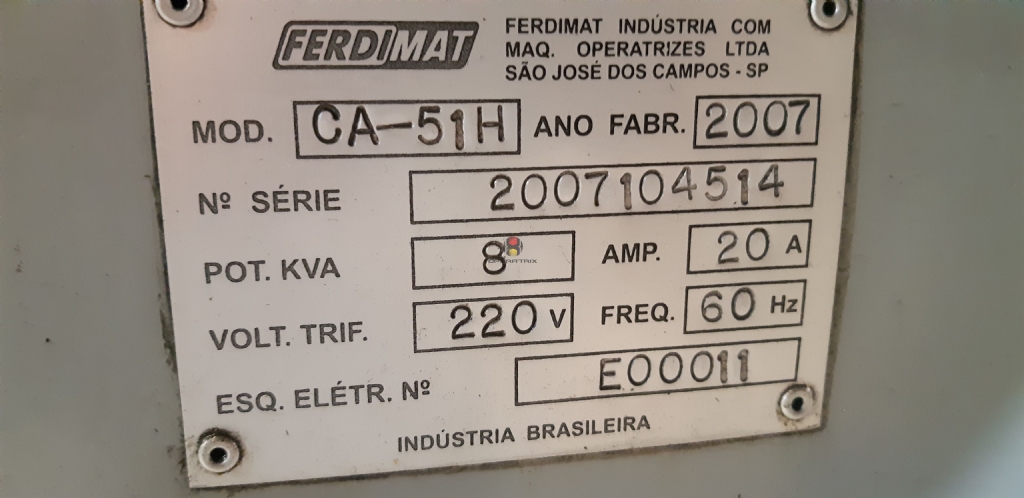 FERDIMAT
FERDIMAT INDÚSTRIA COM
MAQ. OPERATRIZES LTDA
SÃO JOSÉ DOS CAMPOS - SP
MOD. CA-51H ANO FABR. 2007
Nº SÉRIE 2007104514
POT. KVA 8 AMP. 20 A
VOLT. TRIF. 220 V FREQ. 60 Hz
ESQ. ELÉTR. Nº E00011
INDÚSTRIA BRASILEIRA